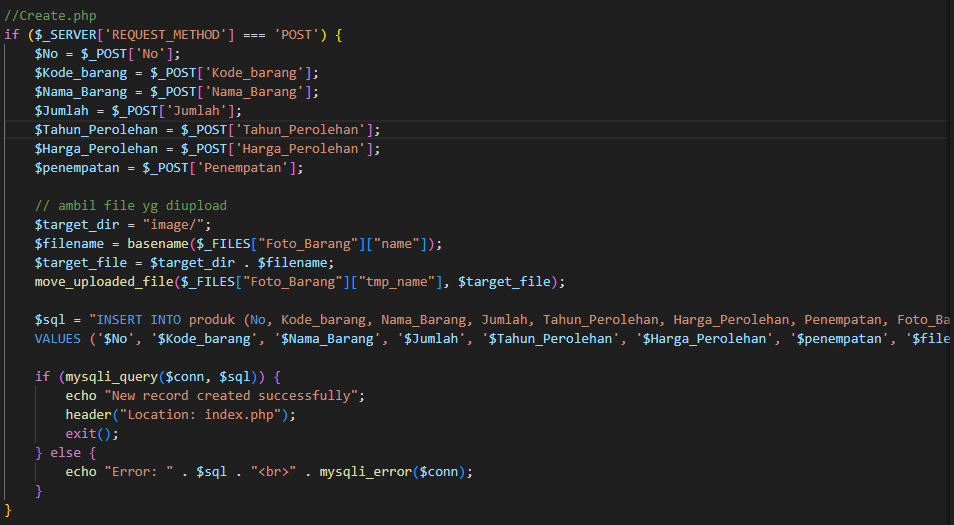 //Create.php
if ($_SERVER['REQUEST_METHOD'] === 'POST') {
    $No = $_POST['No'];
    $Kode_barang = $_POST['Kode_barang'];
    $Nama_Barang = $_POST['Nama_Barang'];
    $Jumlah = $_POST['Jumlah'];
    $Tahun_Perolehan = $_POST['Tahun_Perolehan'];
    $Harga_Perolehan = $_POST['Harga_Perolehan'];
    $penempatan = $_POST['Penempatan'];
    // ambil file yg diupload
    $target_dir = "image/";
    $filename = basename($_FILES["Foto_Barang"]["name"]);
    $target_file = $target_dir . $filename;
    move_uploaded_file($_FILES["Foto_Barang"]["tmp_name"], $target_file);
    $sql = "INSERT INTO produk (No, Kode_barang, Nama_Barang, Jumlah, Tahun_Perolehan, Harga_Perolehan, Penempatan, Foto_Ba
    VALUES ('$No', '$Kode_barang', '$Nama_Barang', '$Jumlah', '$Tahun_Perolehan', '$Harga_Perolehan', '$penempatan', '$file
    if (mysqli_query($conn, $sql)) {
        echo "New record created successfully";
        header("Location: index.php");
        exit();
    } else {
        echo "Error: " . $sql . "<br>" . mysqli_error($conn);
    }
}